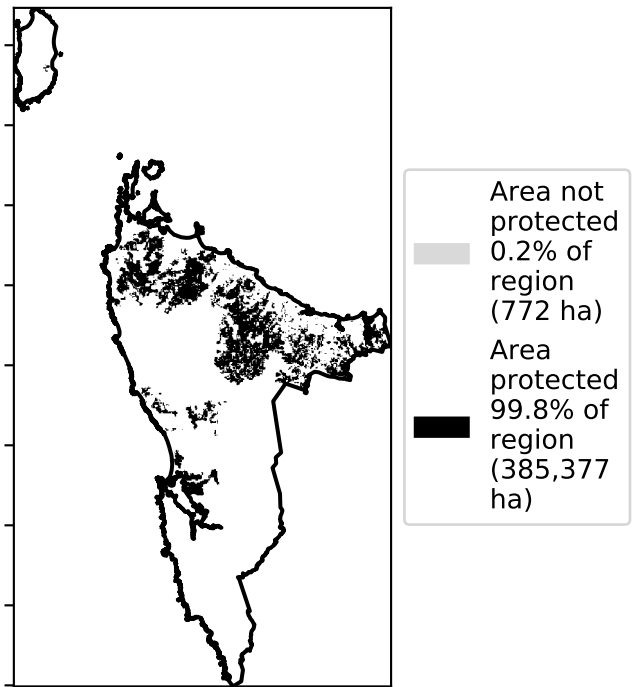 Area not
protected
0.2% of
region
(772 ha)
Area
protected
99.8% of
region
(385,377
ha)